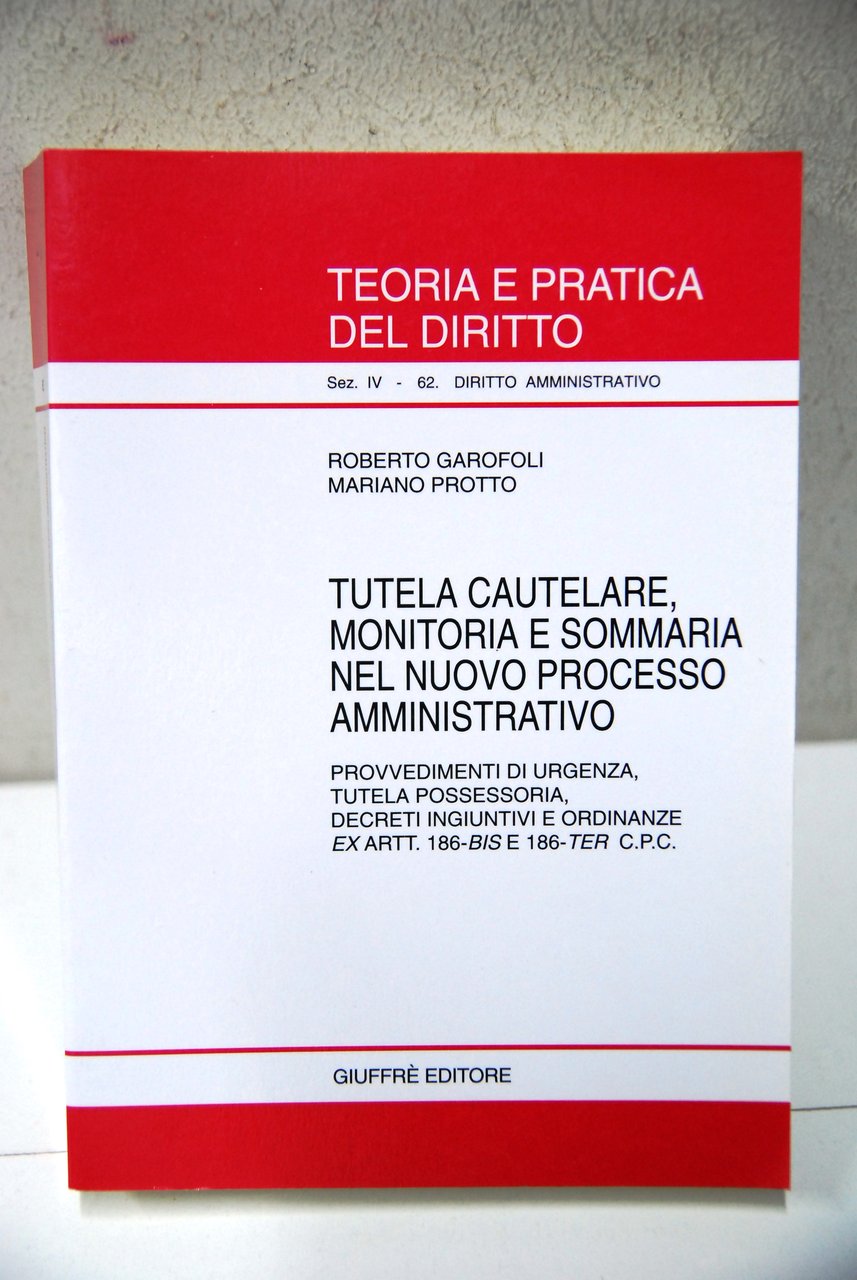 TEORIA E PRATICA
DEL DIRITTO
Sez. IV - 62. DIRITTO AMMINISTRATIVO
ROBERTO GAROFOLI
MARIANO PROTTO
TUTELA CAUTELARE,
MONITORIA E SOMMARIA
NEL NUOVO PROCESSO
AMMINISTRATIVO
PROVVEDIMENTI DI URGENZA,
TUTELA POSSESSORIA,
DECRETI INGIUNTIVI E ORDINANZE
EX ARTT. 186-BIS E 186-TER C.P.C.
GIUFFRÈ EDITORE